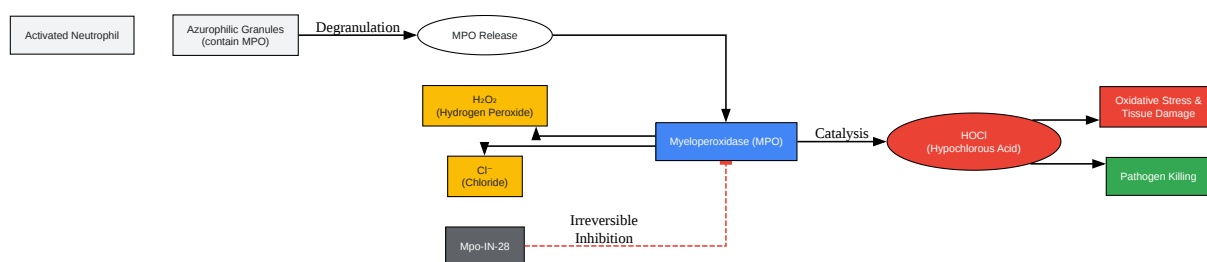 Activated Neutrophil
Azurophilic Granules
(contain MPO)
Degranulation
MPO Release
H₂O₂
(Hydrogen Peroxide)
Cl⁻
(Chloride)
Myeloperoxidase (MPO)
Catalysis
HOCl
(Hypochlorous Acid)
Oxidative Stress &
Tissue Damage
Pathogen Killing
Mpo-IN-28
Irreversible
Inhibition